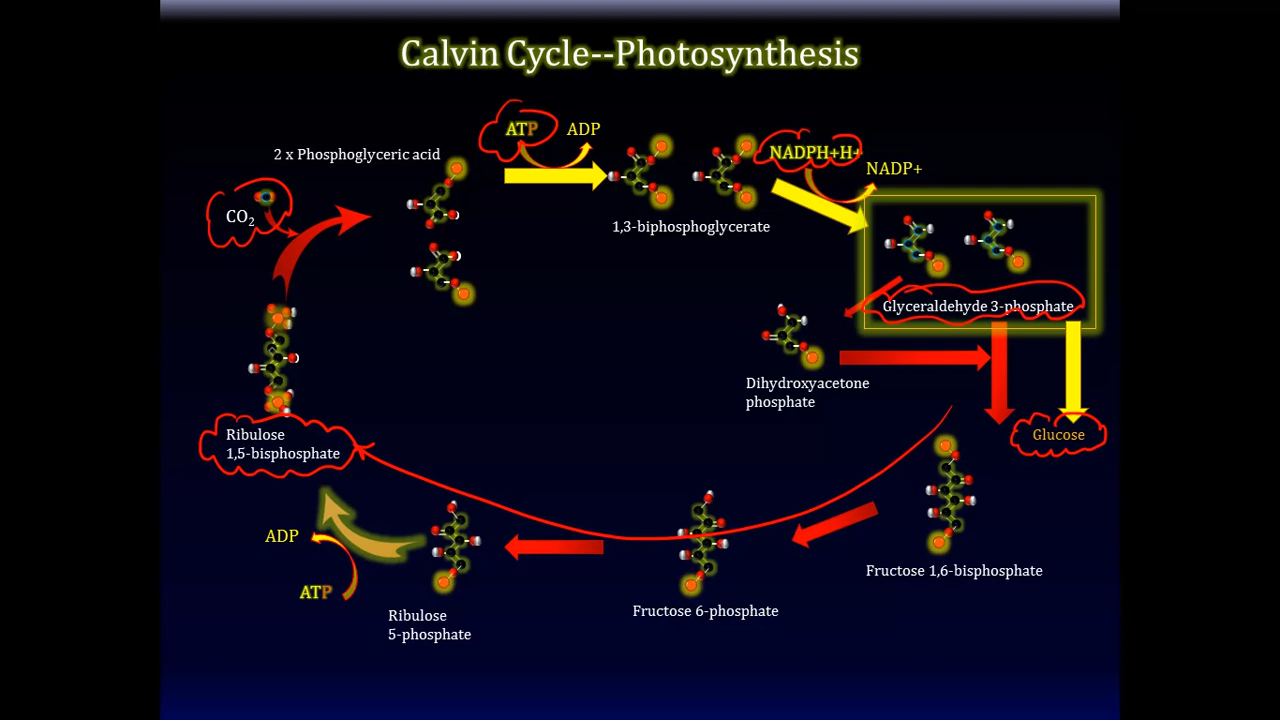 Calvin Cycle--Photosynthesis
ATP
ADP
2 x Phosphoglyceric acid
NADPH+H+
NADP+
CO₂
1,3-biphosphoglycerate
Glyceraldehyde 3-phosphate
Dihydroxyacetone
phosphate
Ribulose
1,5-bisphosphate
Glucose
ADP
ATP
Fructose 1,6-bisphosphate
Fructose 6-phosphate
Ribulose
5-phosphate